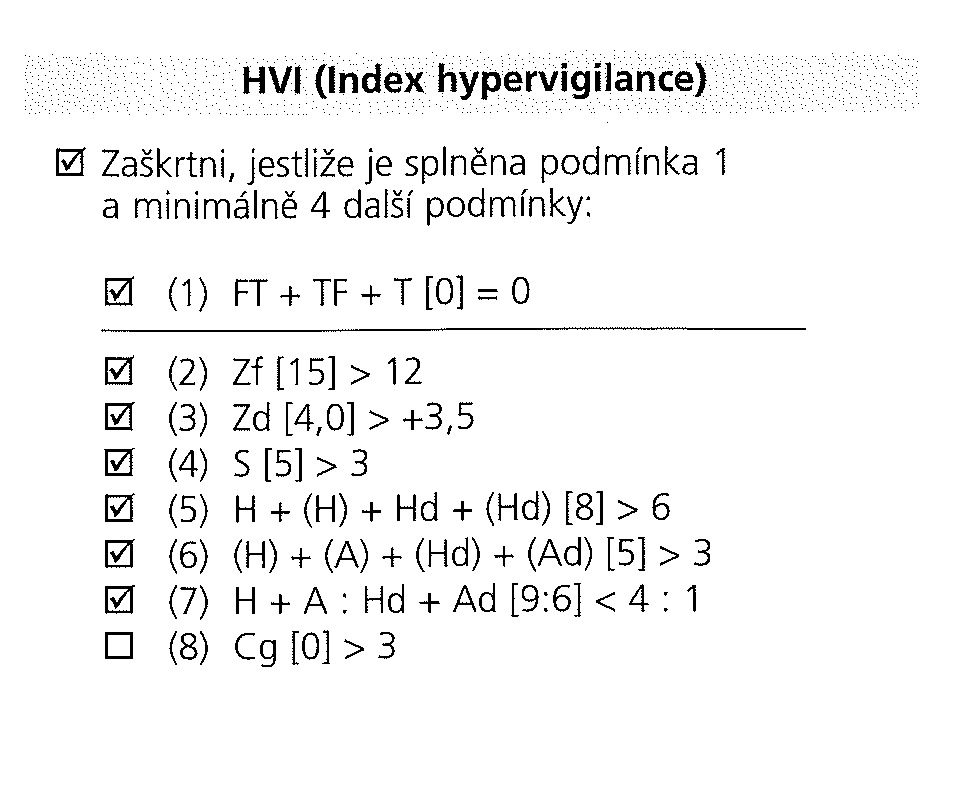 HVI (Index hypervigilance)
☑ Zaškrtni, jestliže je splněna podmínka 1
a minimálně 4 další podmínky:
☑ (1) FT + TF + T [0] = 0
☑ (2) Zf [15] > 12
☑ (3) Zd [4,0] > +3,5
☑ (4) S [5] > 3
☑ (5) H + (H) + Hd + (Hd) [8] > 6
☑ (6) (H) + (A) + (Hd) + (Ad) [5] > 3
☑ (7) H + A : Hd + Ad [9:6] < 4 : 1
☐ (8) Cg [0] > 3